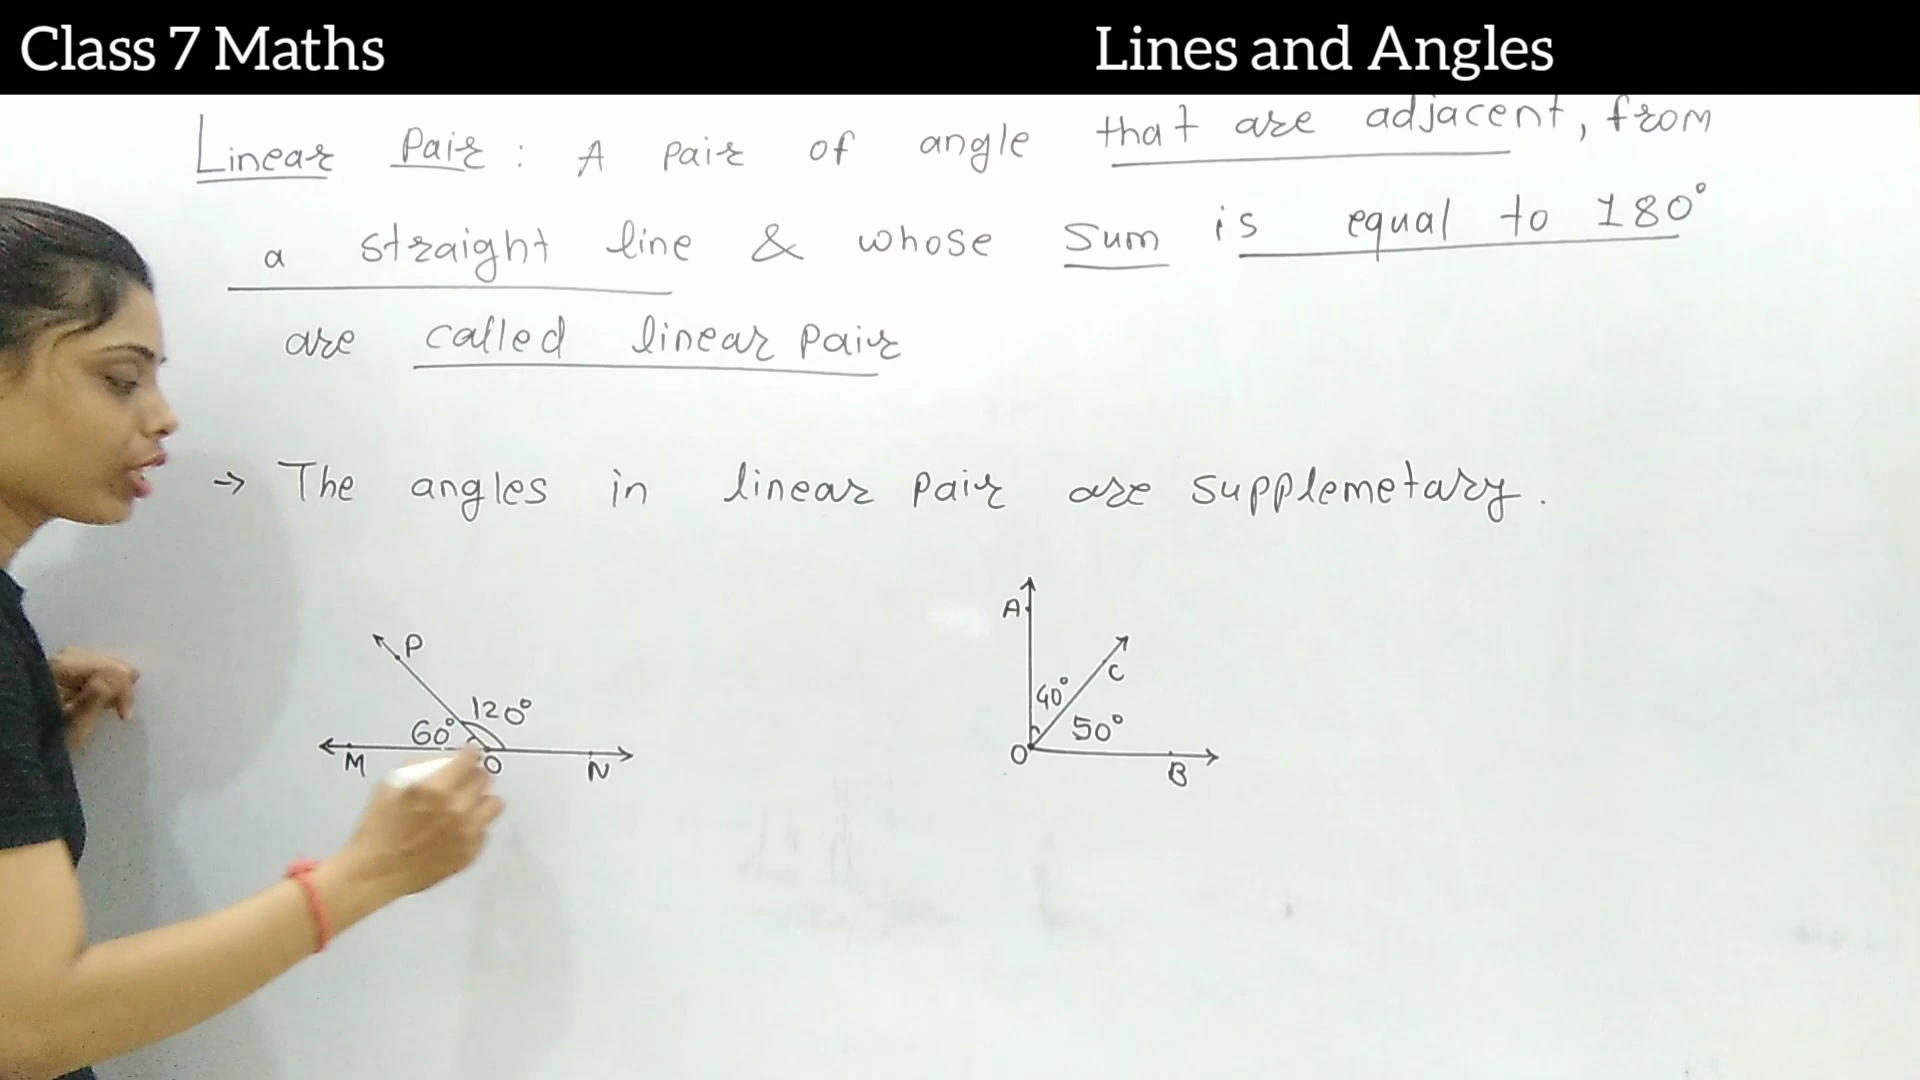 Class 7 Maths Lines and Angles
Linear Pair : A pair of angle that are adjacent, from
a straight line & whose sum is equal to 180°
are called linear pair
→ The angles in linear pair are supplemetary.
P
120°
60°
M O N
A
C
40°
50°
O B